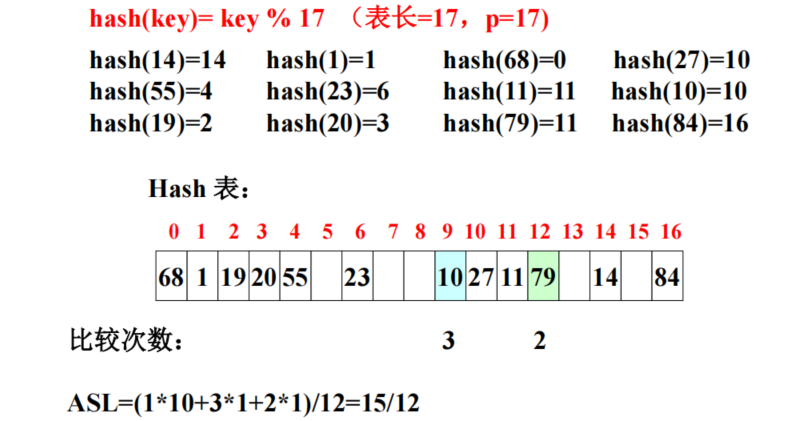 hash(key)= key % 17 （表长=17，p=17)
hash(14)=14 hash(1)=1 hash(68)=0 hash(27)=10
hash(55)=4 hash(23)=6 hash(11)=11 hash(10)=10
hash(19)=2 hash(20)=3 hash(79)=11 hash(84)=16
Hash 表：
0 1 2 3 4 5 6 7 8 9 10 11 12 13 14 15 16
68 1 19 20 55 23 10 27 11 79 14 84
比较次数： 3 2
ASL=(1*10+3*1+2*1)/12=15/12